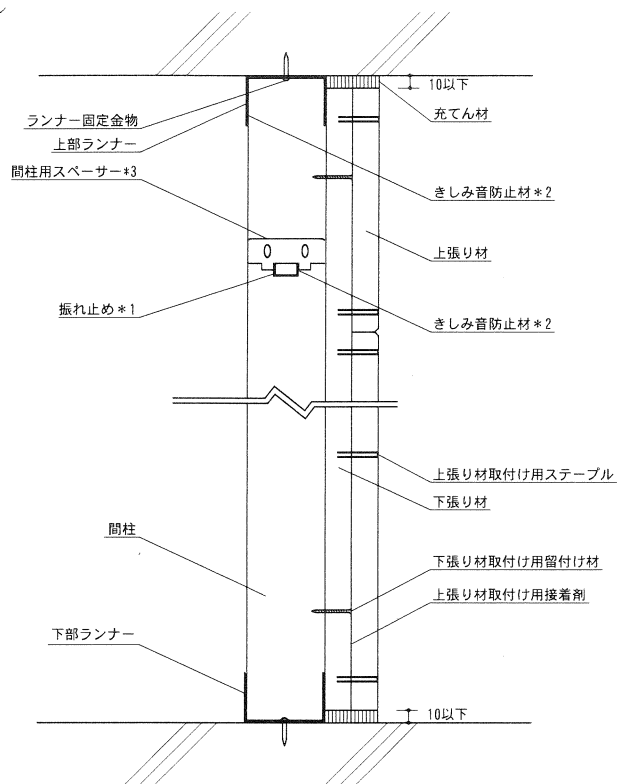 10以下
ランナー固定金物
充てん材
上部ランナー
間柱用スペーサー*3
きしみ音防止材*2
上張り材
振れ止め*1
きしみ音防止材*2
上張り材取付け用ステープル
下張り材
間柱
下張り材取付け用留付け材
上張り材取付け用接着剤
下部ランナー
10以下